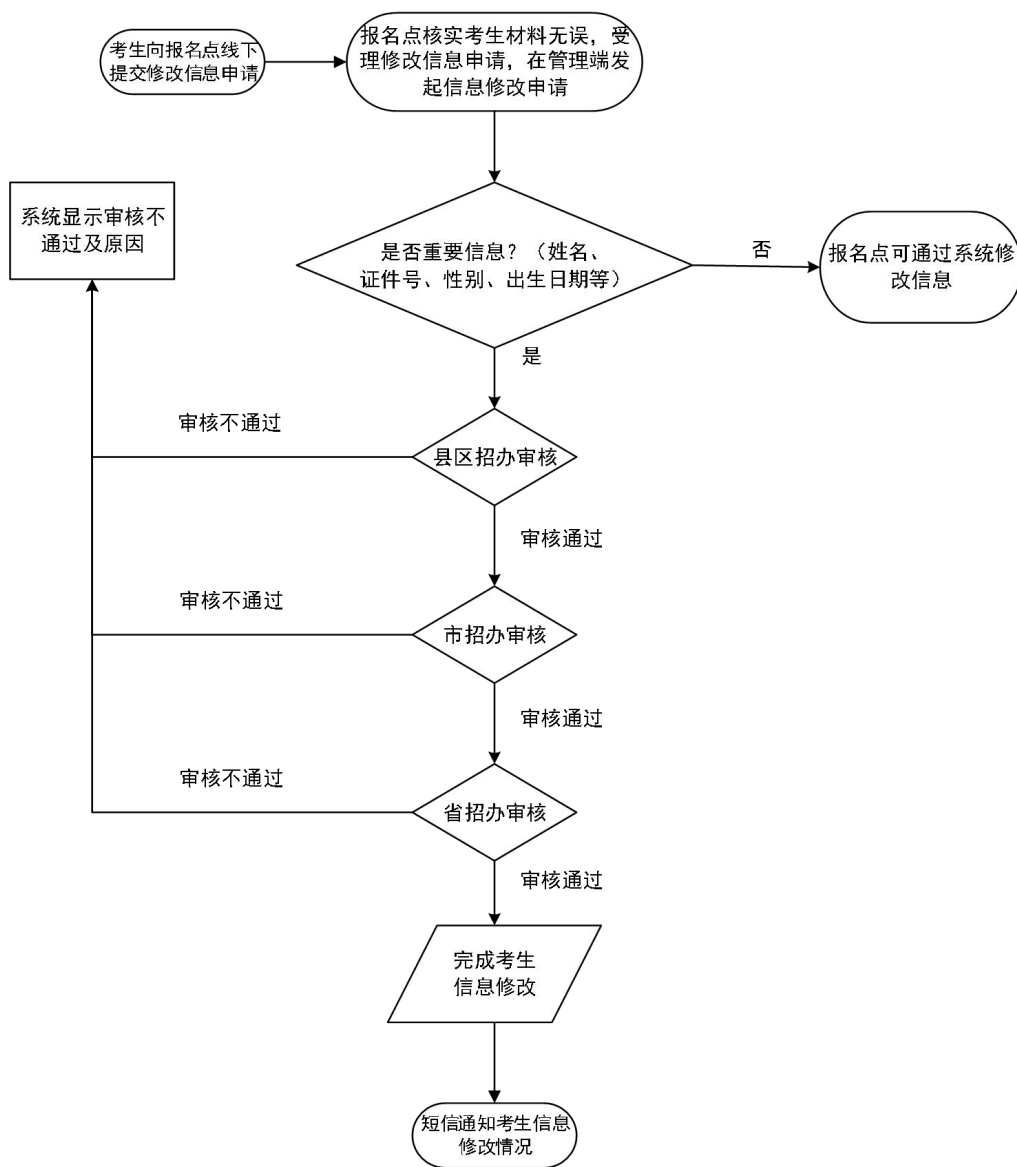 考生向报名点线下
提交修改信息申请
报名点核实考生材料无误，受
理修改信息申请，在管理端发
起信息修改申请
系统显示审核不
通过及原因
是否重要信息？（姓名、
证件号、性别、出生日期等）
否
报名点可通过系统修
改信息
是
审核不通过
县区招办审核
审核通过
审核不通过
市招办审核
审核通过
审核不通过
省招办审核
审核通过
完成考生
信息修改
短信通知考生信息
修改情况